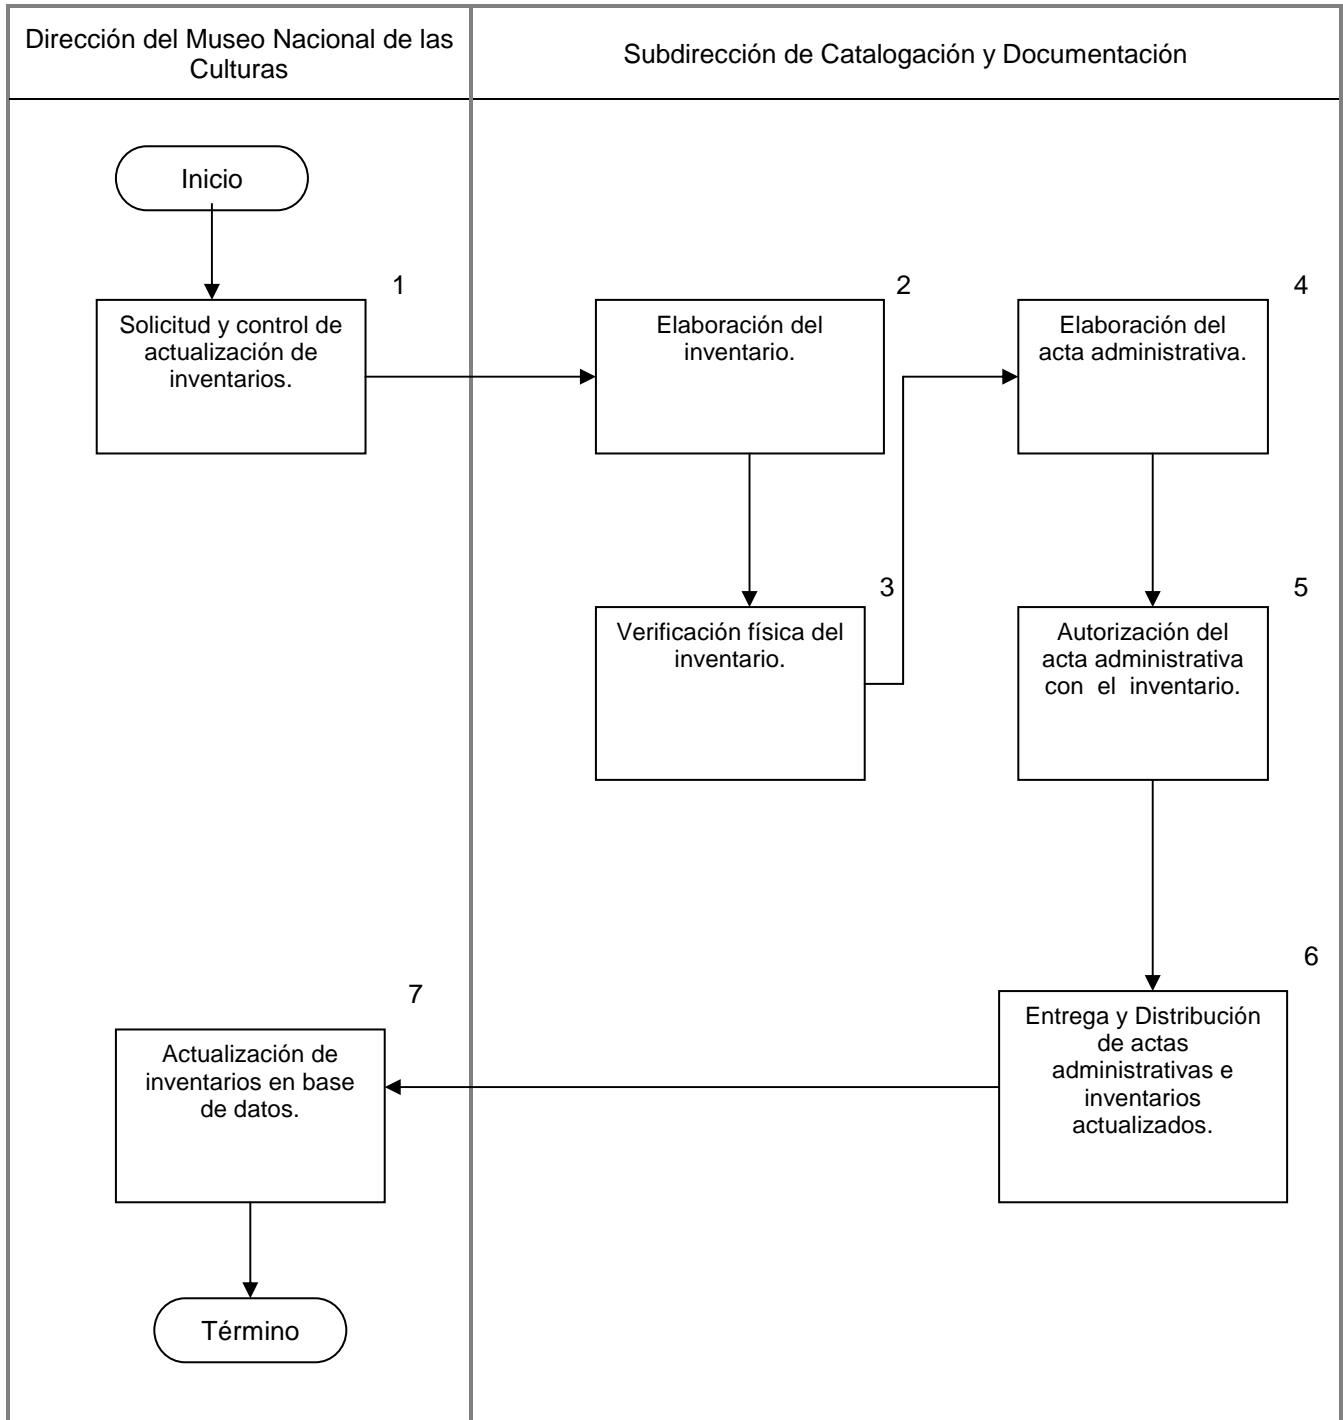 Dirección del Museo Nacional de las
Culturas
Subdirección de Catalogación y Documentación
Inicio
1
Solicitud y control de
actualización de
inventarios.
2
Elaboración del
inventario.
3
Verificación física del
inventario.
4
Elaboración del
acta administrativa.
5
Autorización del
acta administrativa
con el inventario.
6
Entrega y Distribución
de actas
administrativas e
inventarios
actualizados.
7
Actualización de
inventarios en base
de datos.
Término